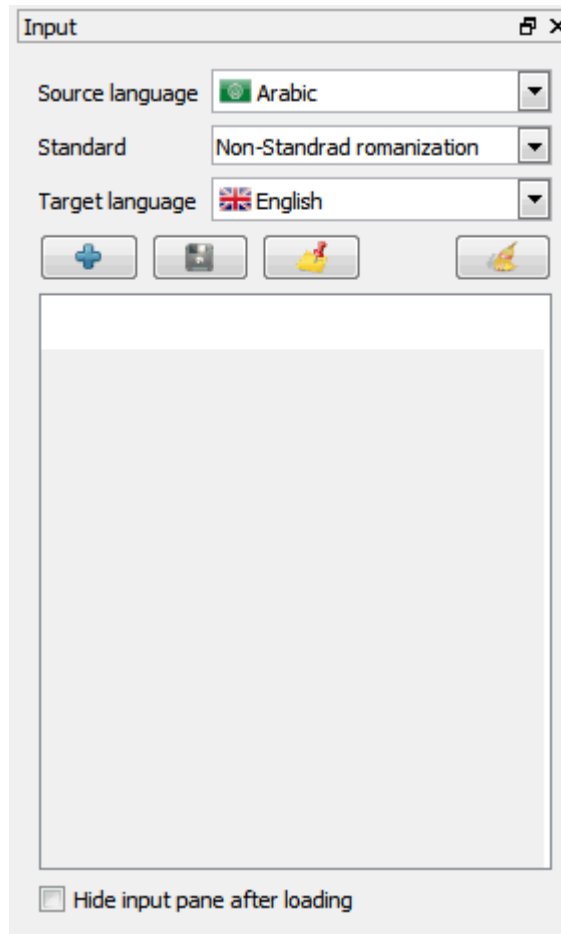 Input
Source language Arabic
Standard Non-Standrad romanization
Target language English
Hide input pane after loading